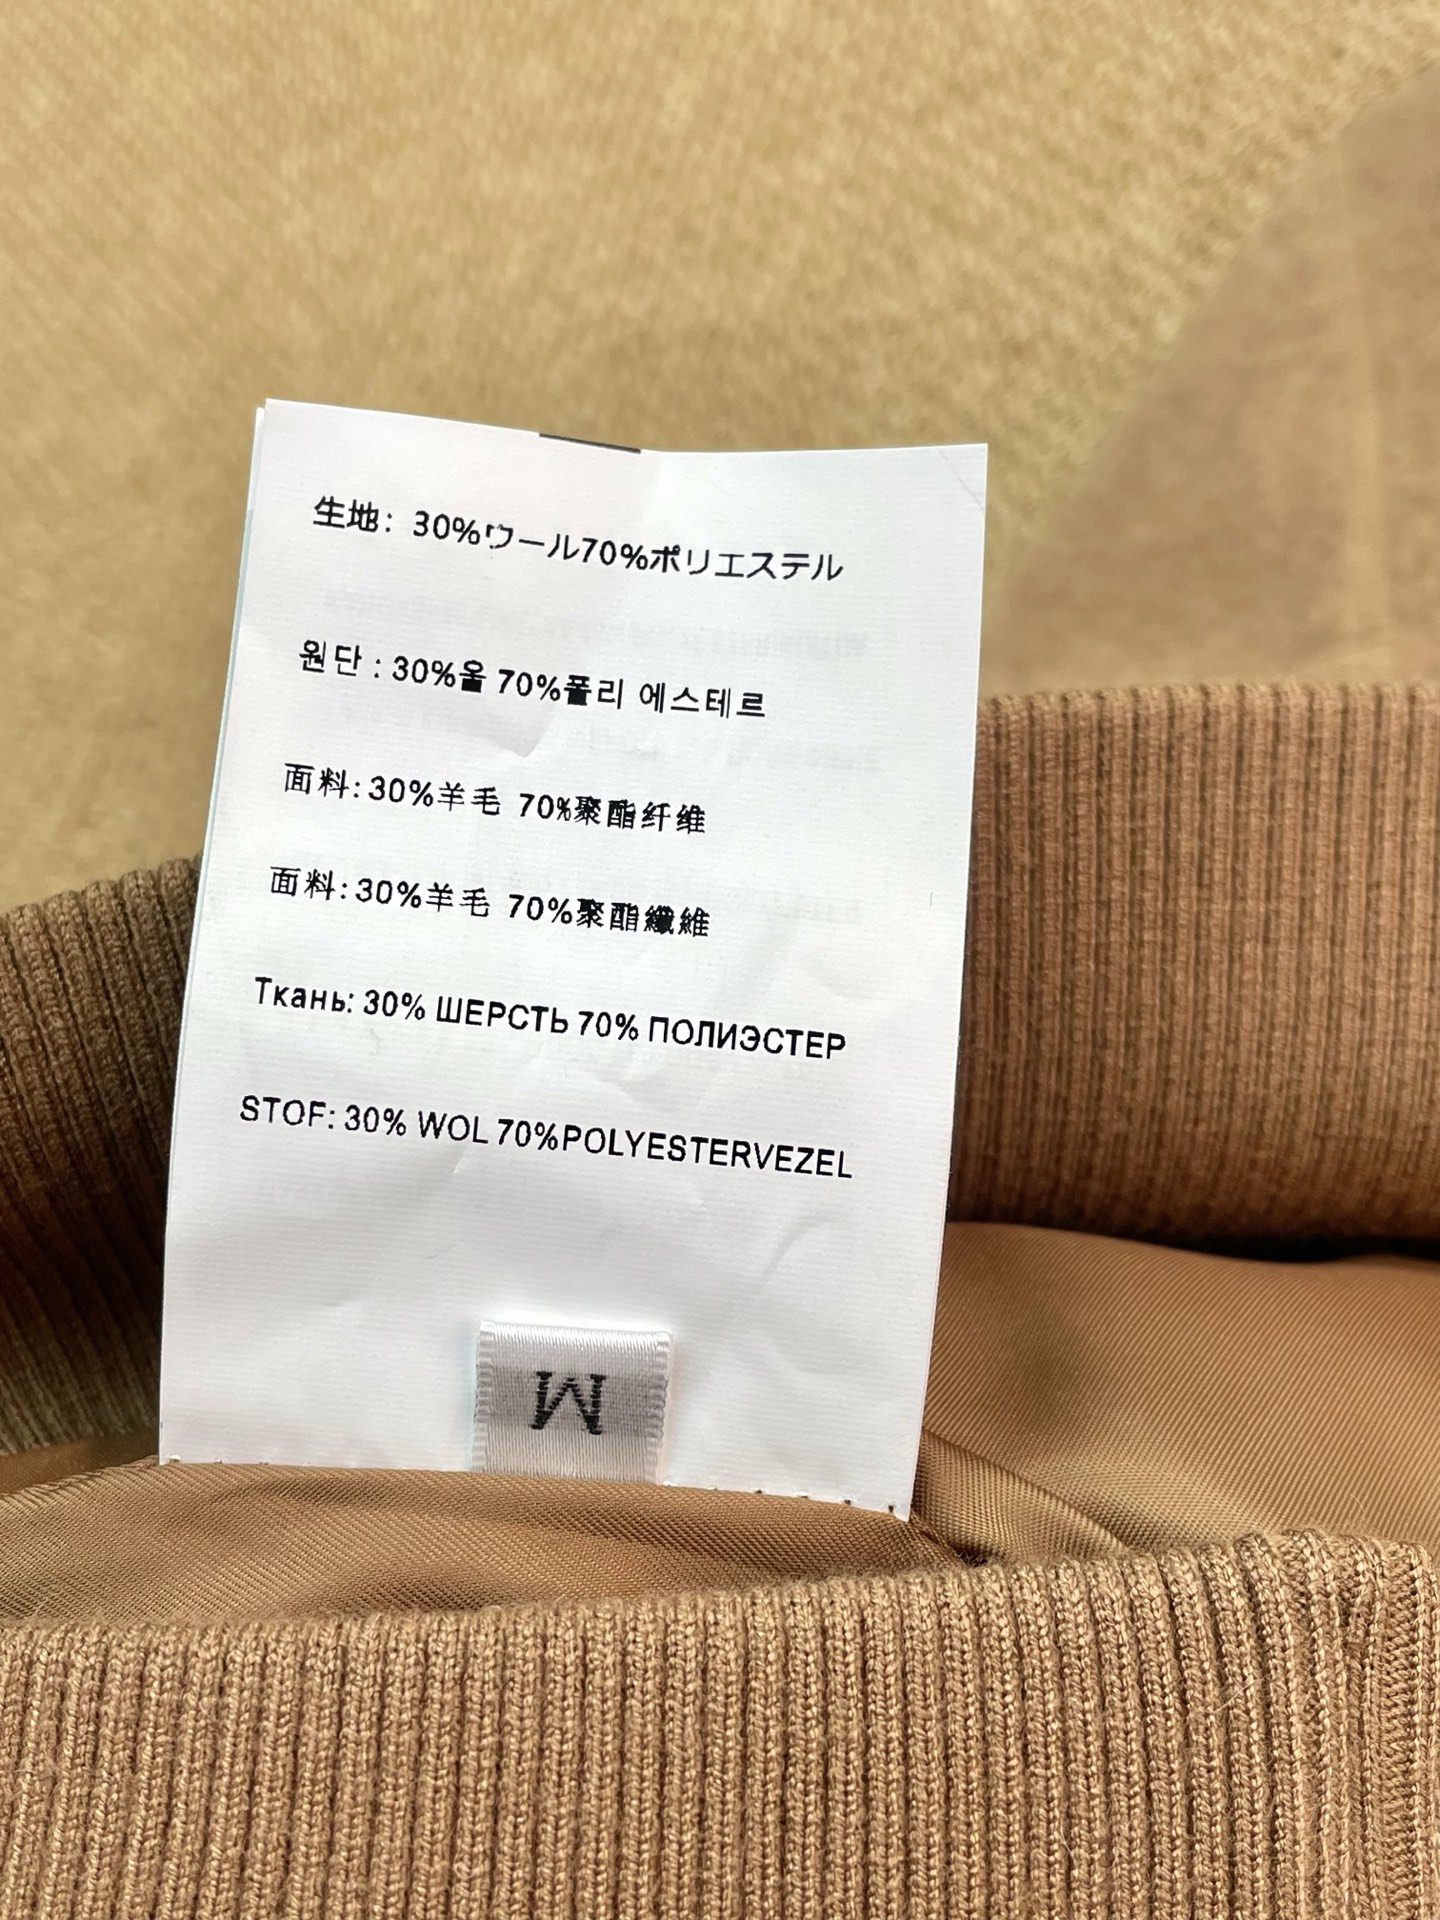 生地: 30%ウール70%ポリエステル
원단 : 30%울 70%폴리 에스테르
面料:30%羊毛 70%聚酯纤维
面料:30%羊毛 70%聚酯纖維
Ткань: 30% ШЕРСТЬ 70% ПОЛИЭСТЕР
STOF: 30% WOL 70%POLYESTERVEZEL
M